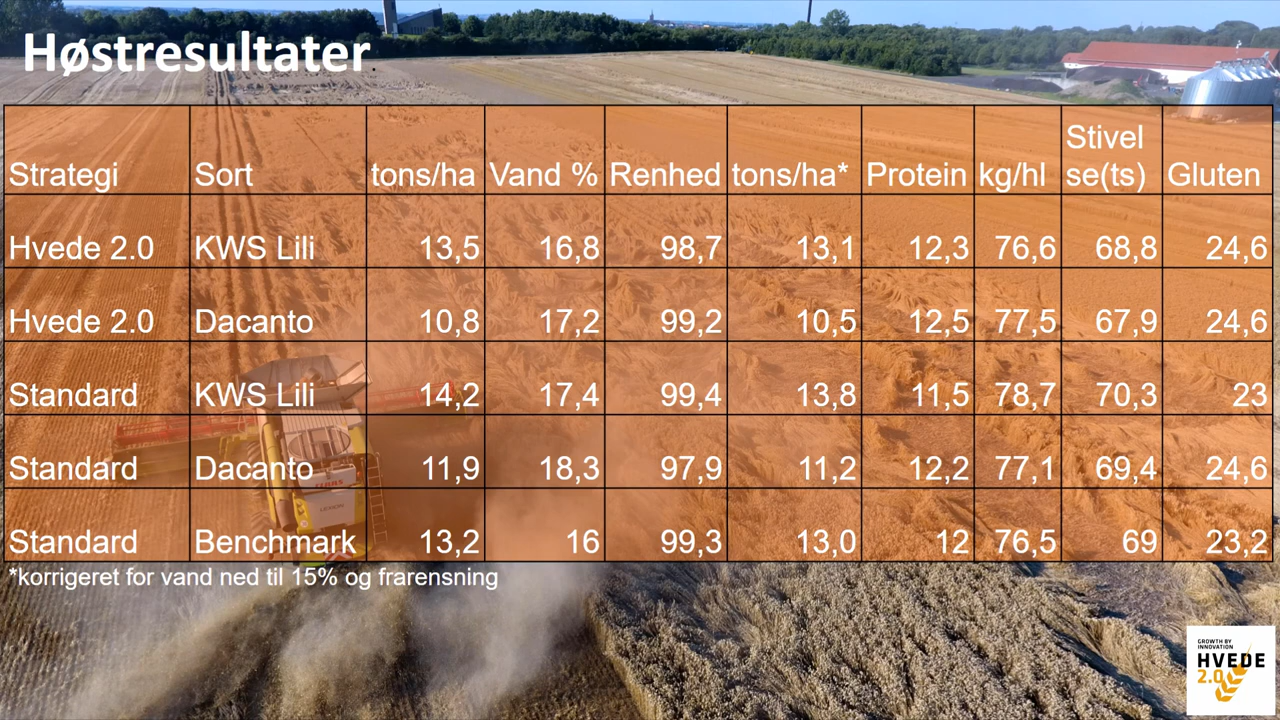 Høstresultater
Strategi Sort tons/ha Vand % Renhed tons/ha* Protein kg/hl Stivel
se(ts) Gluten
Hvede 2.0 KWS Lili 13,5 16,8 98,7 13,1 12,3 76,6 68,8 24,6
Hvede 2.0 Dacanto 10,8 17,2 99,2 10,5 12,5 77,5 67,9 24,6
Standard KWS Lili 14,2 17,4 99,4 13,8 11,5 78,7 70,3 23
Standard Dacanto 11,9 18,3 97,9 11,2 12,2 77,1 69,4 24,6
Standard Benchmark 13,2 16 99,3 13,0 12 76,5 69 23,2
*korrigeret for vand ned til 15% og frarensning
CLAAS
LEXION
GROWTH BY
INNOVATION
HVEDE
2.0